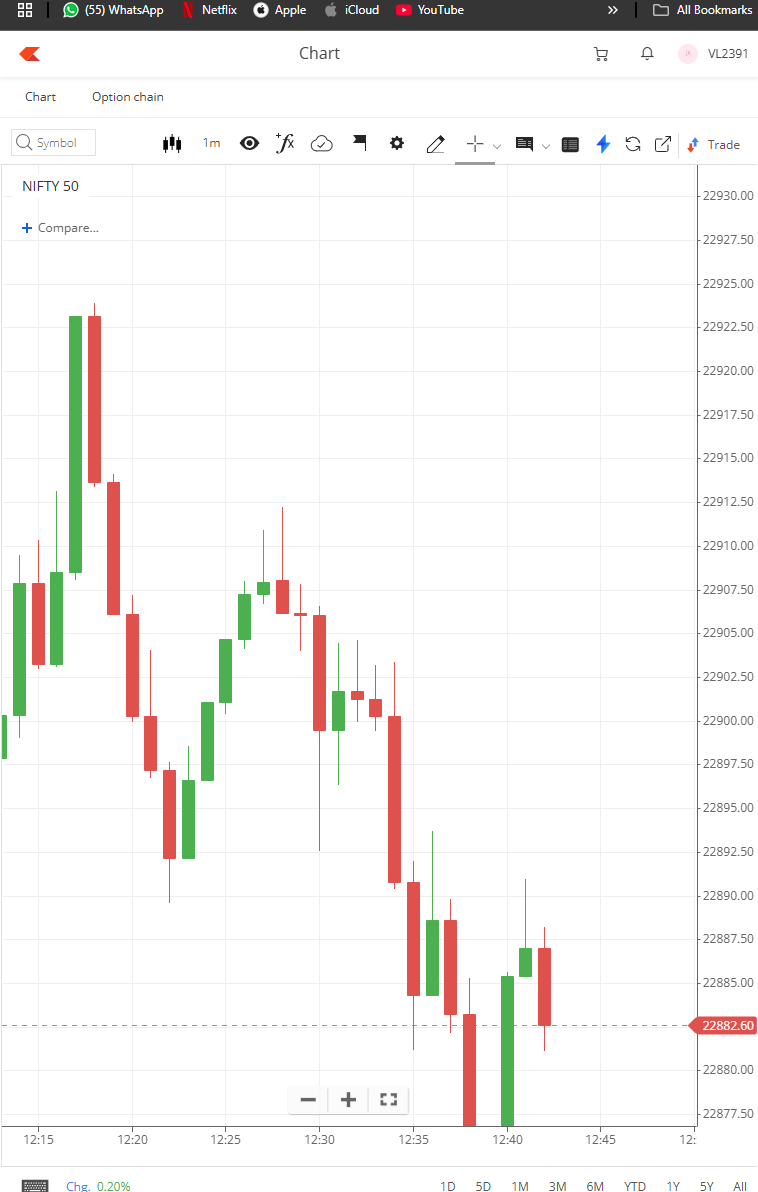 (55) WhatsApp Netflix Apple iCloud YouTube » All Bookmarks
Chart VL2391
Chart Option chain
Symbol 1m fx Trade
NIFTY 50
+ Compare...
22930.00
22927.50
22925.00
22922.50
22920.00
22917.50
22915.00
22912.50
22910.00
22907.50
22905.00
22902.50
22900.00
22897.50
22895.00
22892.50
22890.00
22887.50
22885.00
22882.60
22880.00
22877.50
12:15 12:20 12:25 12:30 12:35 12:40 12:45 12:
Chg. 0.20% 1D 5D 1M 3M 6M YTD 1Y 5Y All